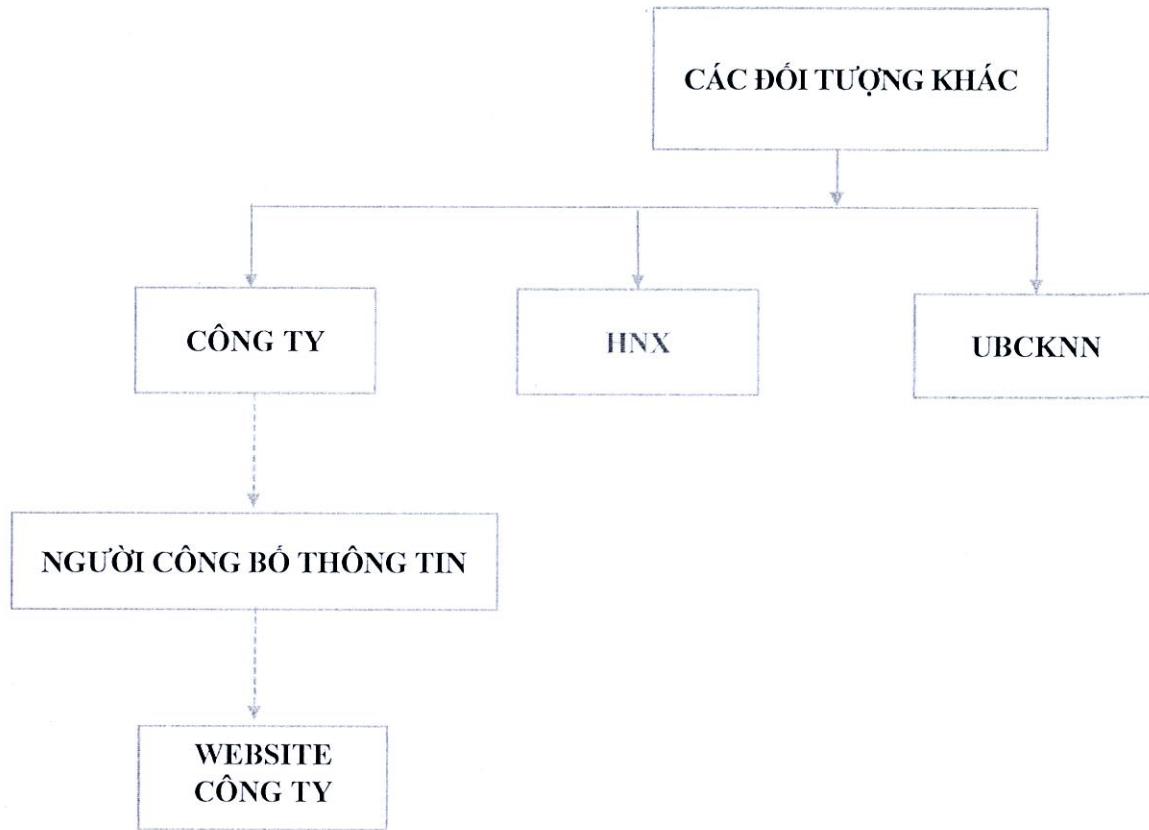 CÁC ĐỐI TƯỢNG KHÁC
CÔNG TY
HNX
UBCKNN
NGƯỜI CÔNG BỐ THÔNG TIN
WEBSITE
CÔNG TY